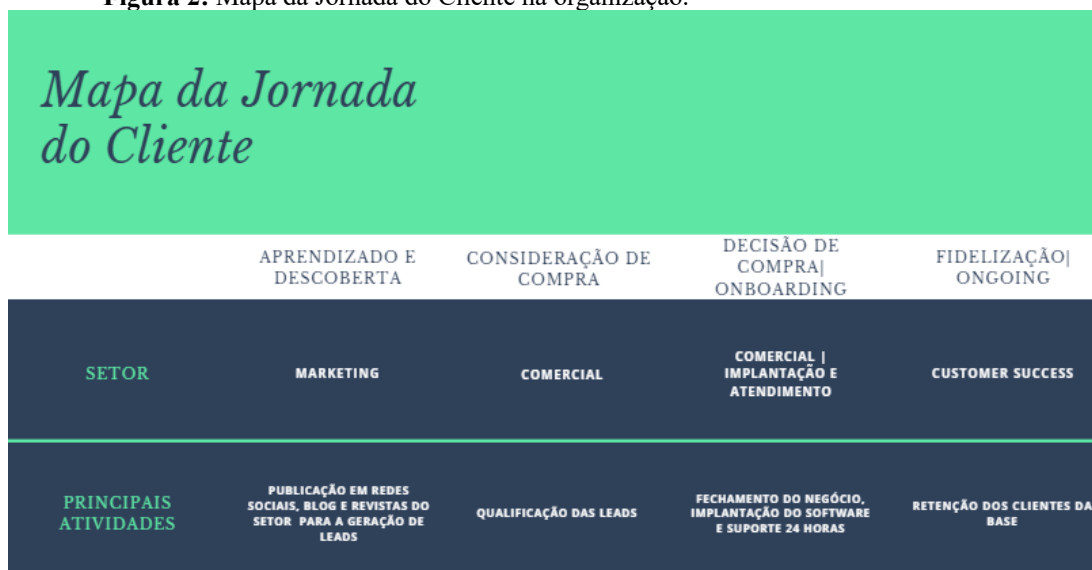 Figura 2: Mapa da Jornada do Cliente na organização.
Mapa da Jornada
do Cliente
APRENDIZADO E
DESCOBERTA
CONSIDERAÇÃO DE
COMPRA
DECISÃO DE
COMPRA|
ONBOARDING
FIDELIZAÇÃO|
ONGOING
SETOR
MARKETING
COMERCIAL
COMERCIAL |
IMPLANTAÇÃO E
ATENDIMENTO
CUSTOMER SUCCESS
PRINCIPAIS
ATIVIDADES
PUBLICAÇÃO EM REDES
SOCIAIS, BLOG E REVISTAS DO
SETOR PARA A GERAÇÃO DE
LEADS
QUALIFICAÇÃO DAS LEADS
FECHAMENTO DO NEGÓCIO,
IMPLANTAÇÃO DO SOFTWARE
E SUPORTE 24 HORAS
RETENÇÃO DOS CLIENTES DA
BASE